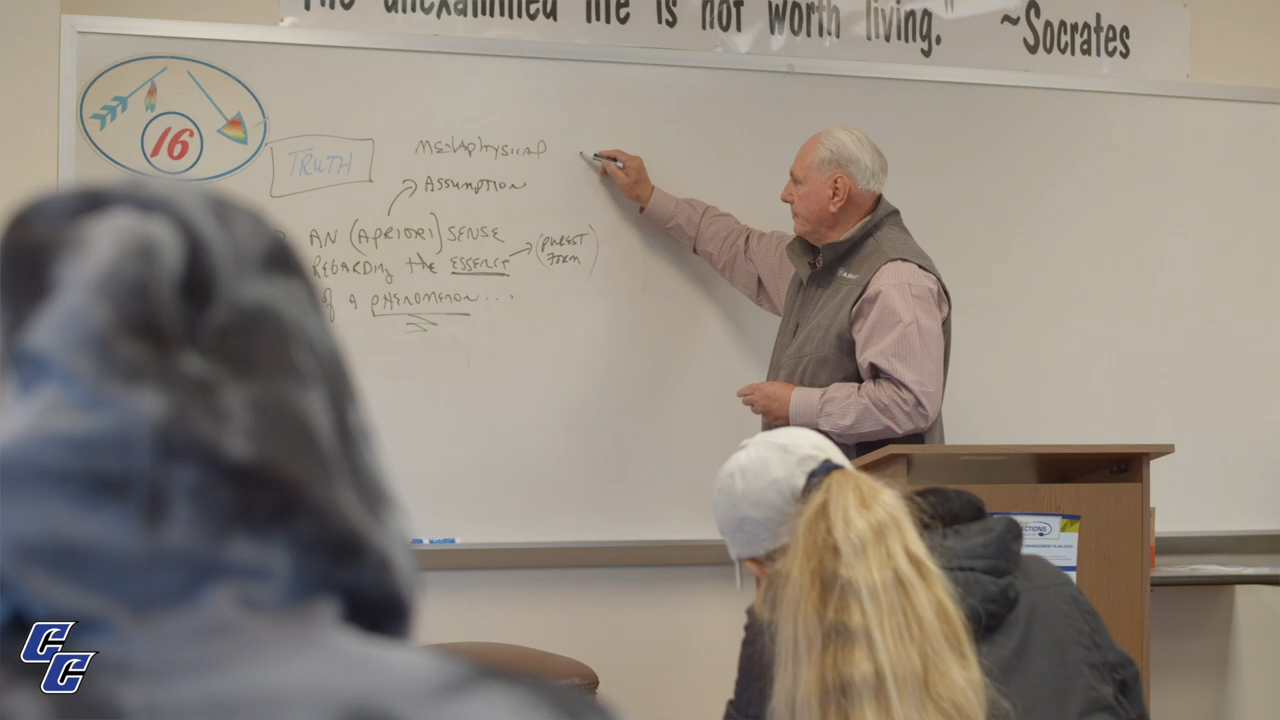 The unexamined life is not worth living." ~Socrates
16
TRUTH
Metaphysical
ASSUMPTION
AN (APRIORI) SENSE
REGARDING the ESSENCE
(PUREST
FORM)
of A PHENOMENON...
CC